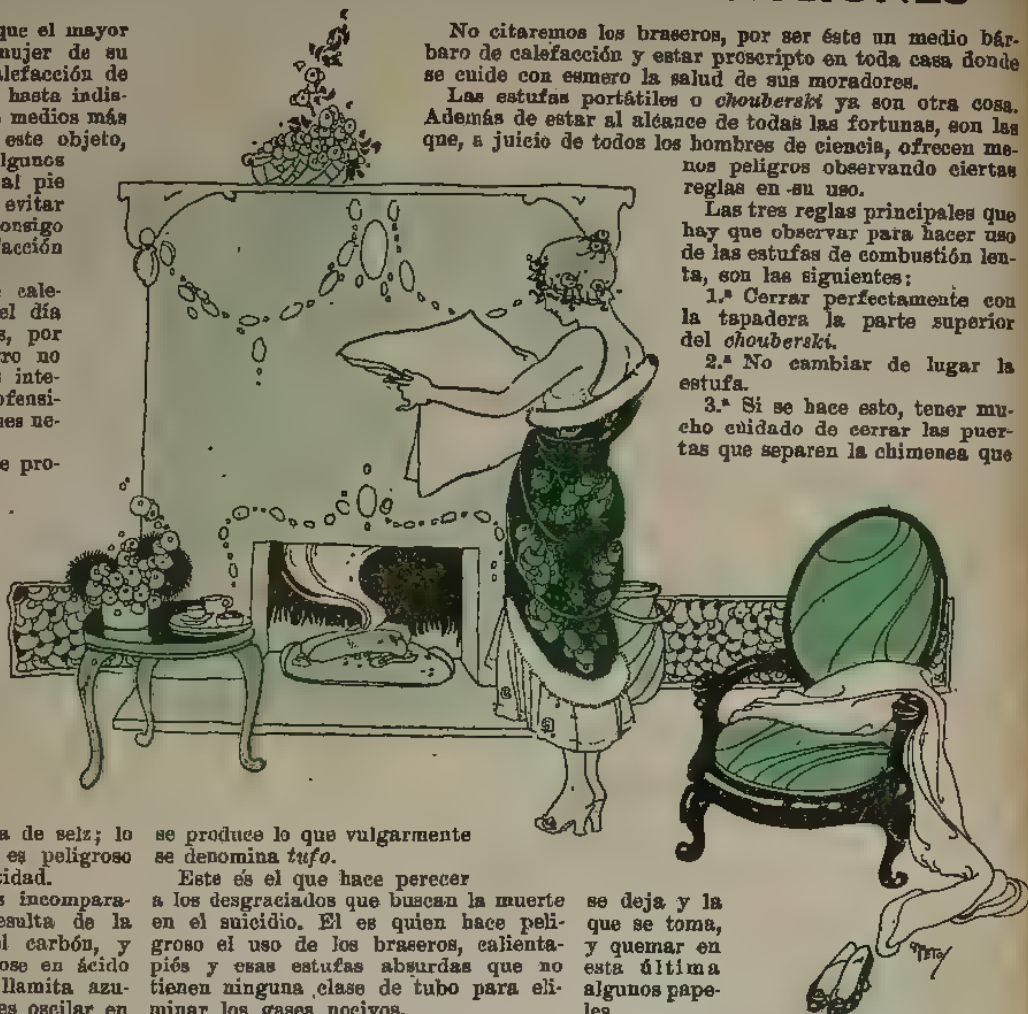 que el mayor
mujer de su
alefacción de
hasta indis-
medios más
este objeto,
lgunos
al pie
evitar
onsigo
facción
cale-
el día
s, por
rro no
inte-
ofensi-
nes ne-
e pro-
a de selz; lo
es peligroso
cidad.
s incompara-
esulta de la
l carbón, y
ose en ácido
llamita azu-
es oscilar en
se produce lo que vulgarmente
se denomina tufo.
Este és el que hace perecer
a los desgraciados que buscan la muerte
en el suicidio. El es quien hace peli-
groso el uso de los braseros, calienta-
piés y esas estufas absurdas que no
tienen ninguna clase de tubo para eli-
minar los gases nocivos.
No citaremos los braseros, por ser éste un medio bár-
baro de calefacción y estar proscripto en toda casa donde
se cuide con esmero la salud de sus moradores.
Las estufas portátiles o chouberski ya son otra cosa.
Además de estar al alcance de todas las fortunas, son las
que, a juicio de todos los hombres de ciencia, ofrecen me-
nos peligros observando ciertas
reglas en su uso.
Las tres reglas principales que
hay que observar para hacer uso
de las estufas de combustión len-
ta, son las siguientes:
1.ª Cerrar perfectamente con
la tapadera la parte superior
del chouberski.
2.ª No cambiar de lugar la
estufa.
3.ª Si se hace esto, tener mu-
cho cuidado de cerrar las puer-
tas que separen la chimenea que
se deja y la
que se toma,
y quemar en
esta última
algunos pape-
les